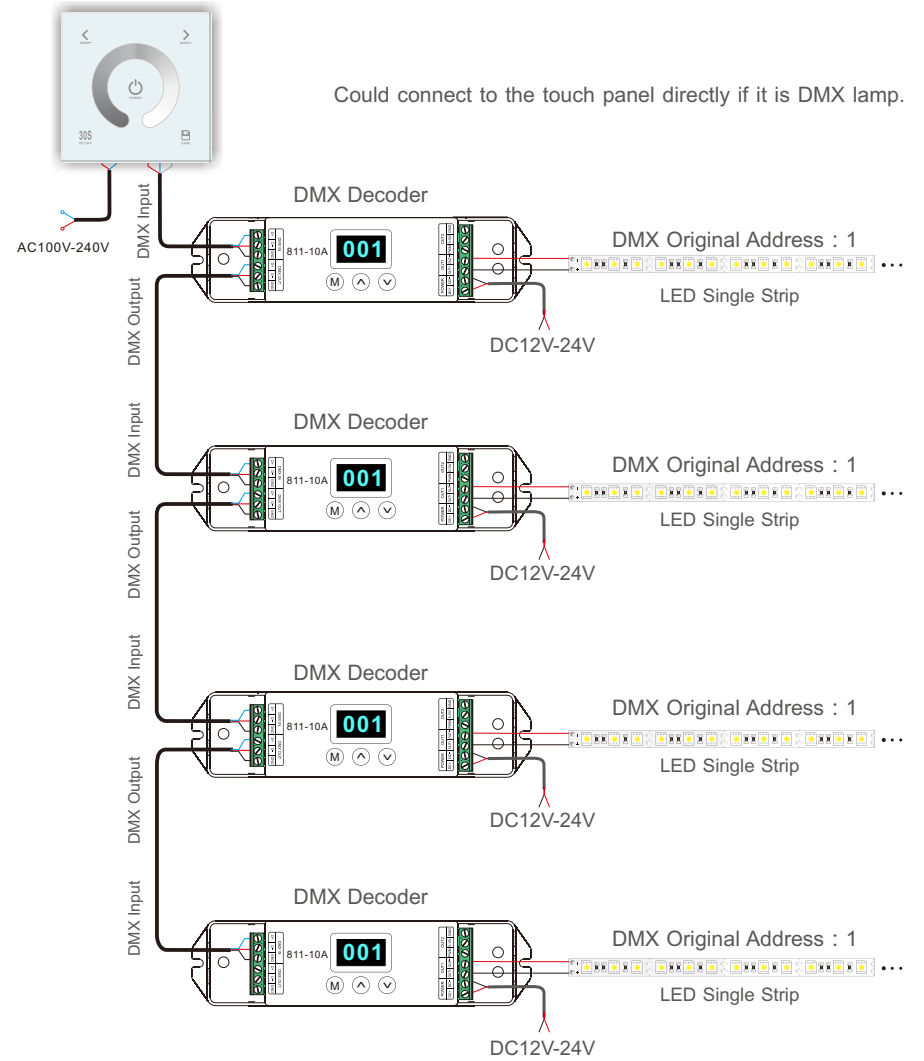 30S
SAVE
Could connect to the touch panel directly if it is DMX lamp.
AC100V-240V
DMX Input
DMX Decoder
811-10A
001
M
DMX Original Address : 1
LED Single Strip
DC12V-24V
DMX Output
DMX Input
DMX Decoder
811-10A
001
M
DMX Original Address : 1
LED Single Strip
DC12V-24V
DMX Output
DMX Input
DMX Decoder
811-10A
001
M
DMX Original Address : 1
LED Single Strip
DC12V-24V
DMX Output
DMX Input
DMX Decoder
811-10A
001
M
DMX Original Address : 1
LED Single Strip
DC12V-24V